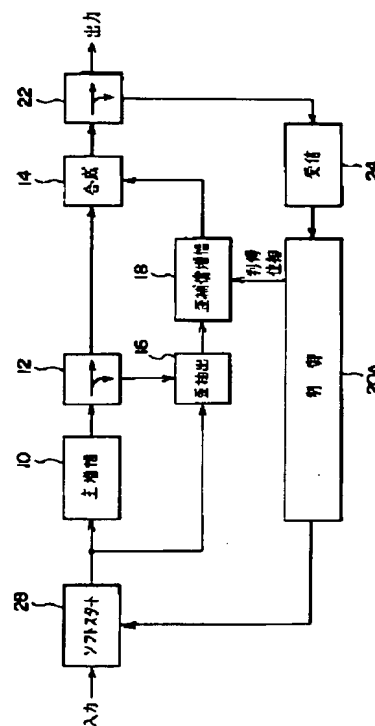 入力
28
ソフトスタート
10
主増幅
12
14
合成
22
出力
16
歪抽出
18
歪補償増幅
利得
位相
24
受信
20A
制御